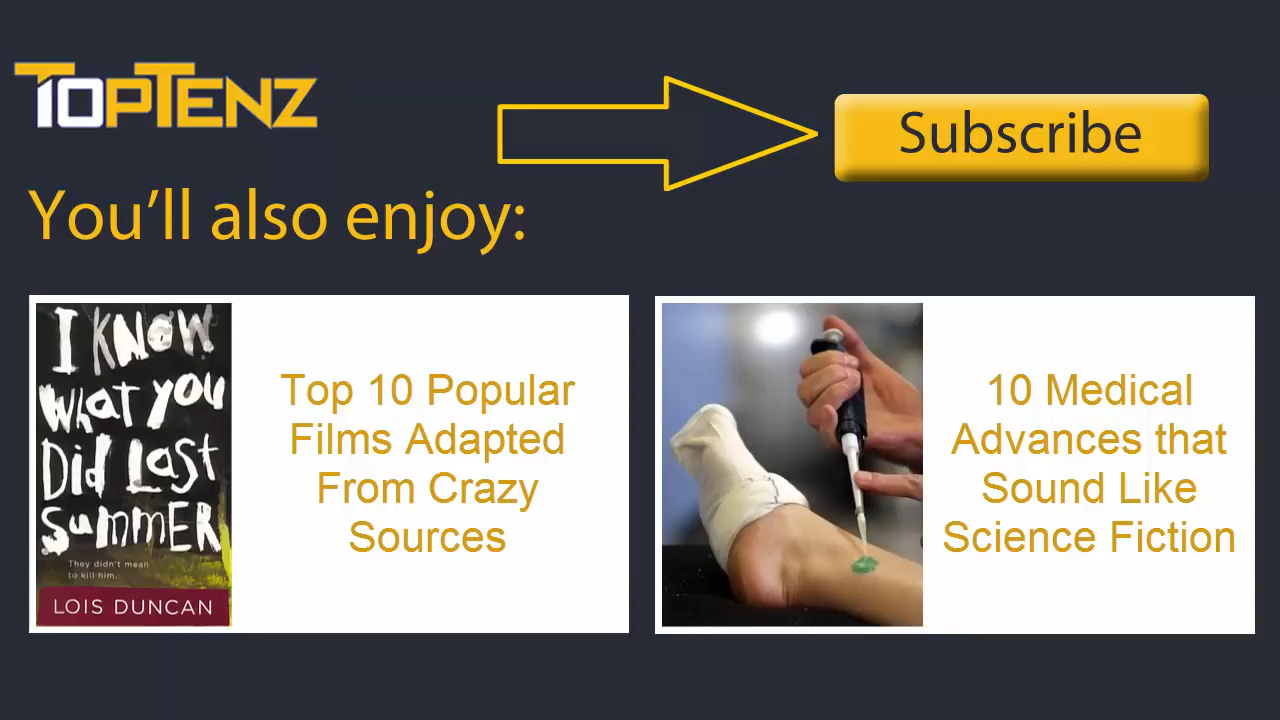 TOPTENZ
Subscribe
You'll also enjoy:
I KNOW
WHAT YOU
DID LAST
SUMMER
They didn't mean
to kill him.
LOIS DUNCAN
Top 10 Popular
Films Adapted
From Crazy
Sources
10 Medical
Advances that
Sound Like
Science Fiction